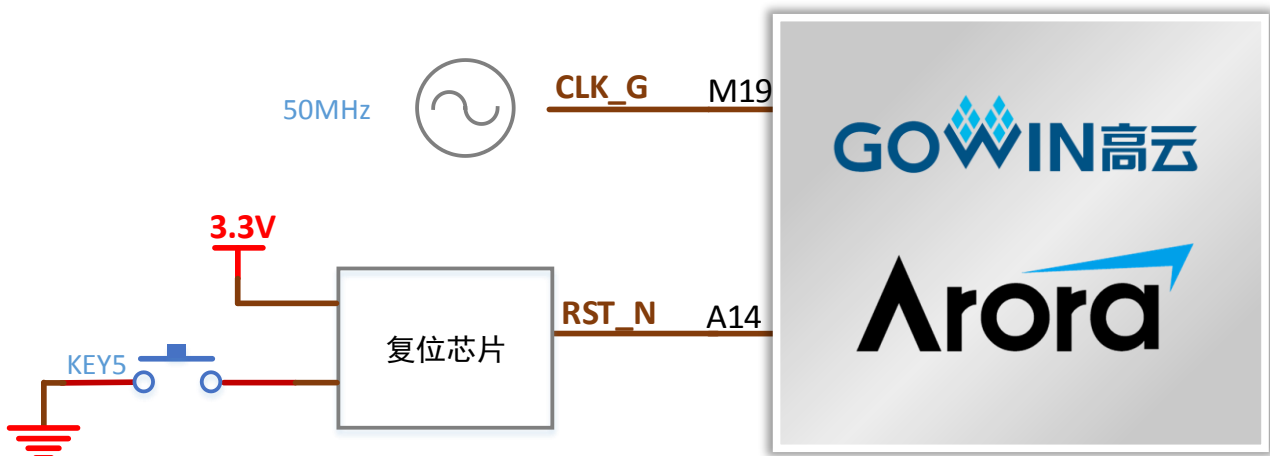 50MHz
CLK_G
M19
GOWIN高云
3.3V
RST_N
A14
复位芯片
KEY5
Arora